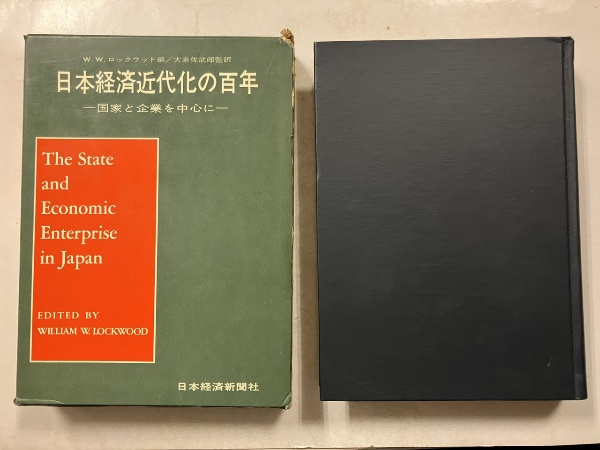 W. W. ロックウッド編／大来佐武郎監訳
日本経済近代化の百年
―国家と企業を中心に―
The State
and
Economic
Enterprise
in Japan
EDITED BY
WILLIAM W. LOCKWOOD
日本経済新聞社